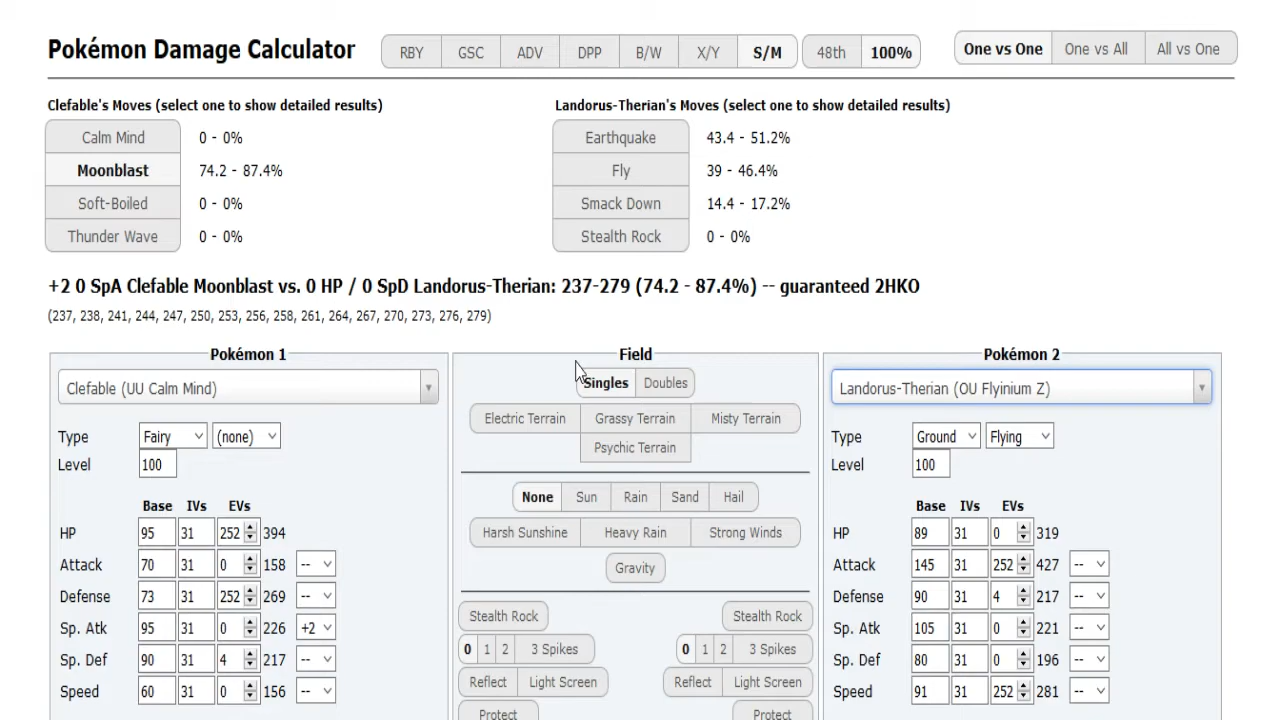 Pokémon Damage Calculator RBY GSC ADV DPP B/W X/Y S/M 48th 100% One vs One One vs All All vs One
Clefable's Moves (select one to show detailed results) Landorus-Therian's Moves (select one to show detailed results)
Calm Mind 0 - 0% Earthquake 43.4 - 51.2%
Moonblast 74.2 - 87.4% Fly 39 - 46.4%
Soft-Boiled 0 - 0% Smack Down 14.4 - 17.2%
Thunder Wave 0 - 0% Stealth Rock 0 - 0%
+2 0 SpA Clefable Moonblast vs. 0 HP / 0 SpD Landorus-Therian: 237-279 (74.2 - 87.4%) -- guaranteed 2HKO
(237, 238, 241, 244, 247, 250, 253, 256, 258, 261, 264, 267, 270, 273, 276, 279)
Pokémon 1 Field Pokémon 2
Clefable (UU Calm Mind) Singles Doubles Landorus-Therian (OU Flyinium Z)
Electric Terrain Grassy Terrain Misty Terrain
Type Fairy (none) Psychic Terrain Type Ground Flying
Level 100 Level 100
None Sun Rain Sand Hail
Base IVs EVs Base IVs EVs
HP 95 31 252 394 Harsh Sunshine Heavy Rain Strong Winds HP 89 31 0 319
Attack 70 31 0 158 -- Gravity Attack 145 31 252 427 --
Defense 73 31 252 269 -- Defense 90 31 4 217 --
Stealth Rock Stealth Rock
Sp. Atk 95 31 0 226 +2 Sp. Atk 105 31 0 221 --
0 1 2 3 Spikes 0 1 2 3 Spikes
Sp. Def 90 31 4 217 -- Sp. Def 80 31 0 196 --
Reflect Light Screen Reflect Light Screen
Speed 60 31 0 156 -- Speed 91 31 252 281 --
Protect Protect